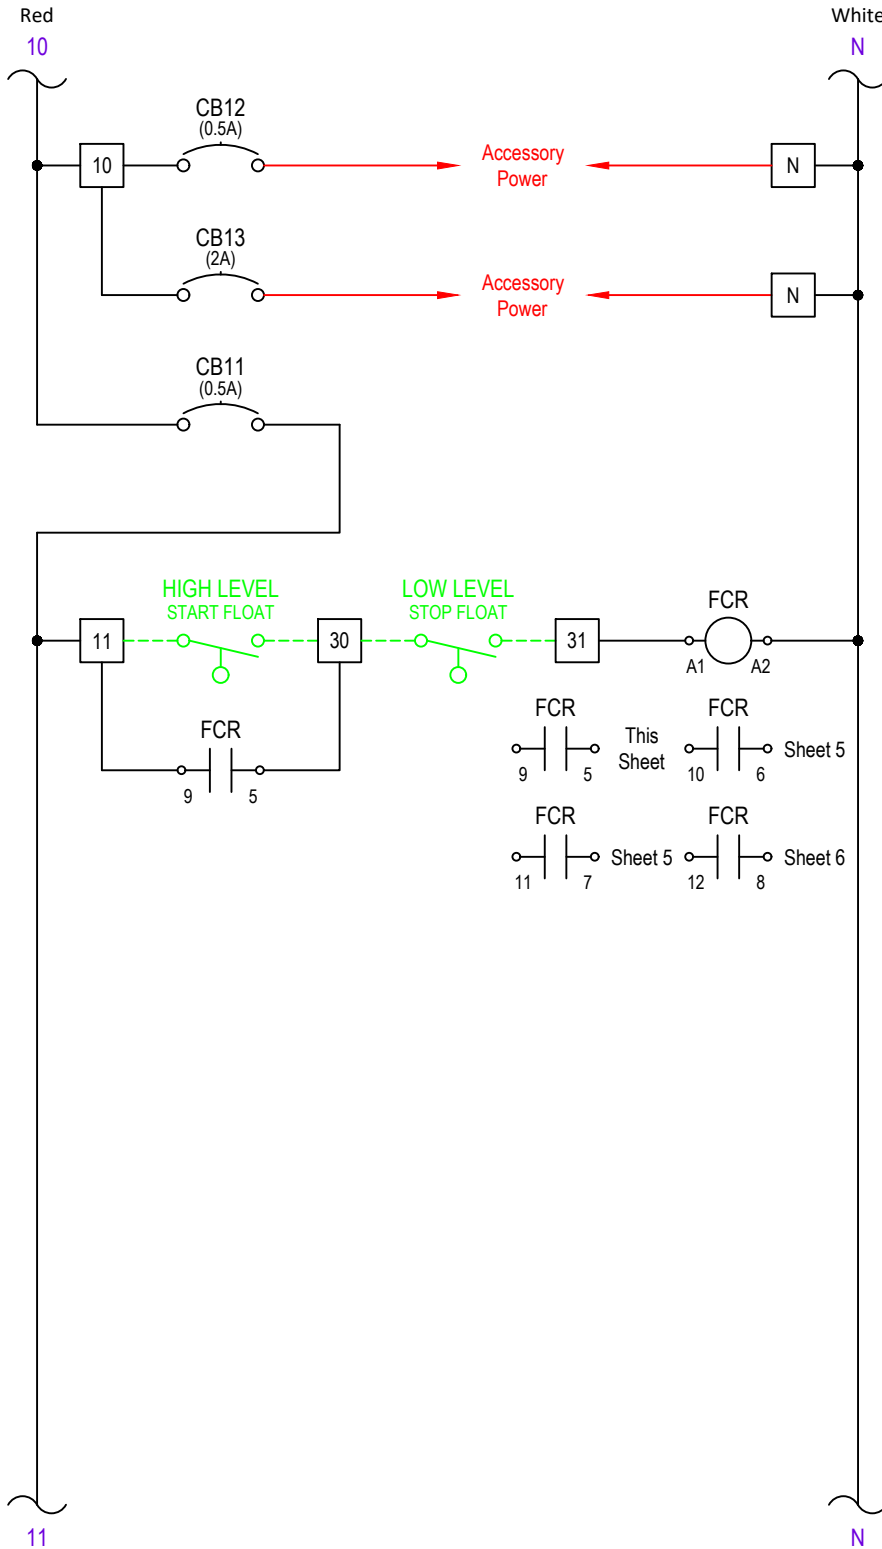 Red
White
10
N
CB12
(0.5A)
10
Accessory
Power
N
CB13
(2A)
Accessory
Power
N
CB11
(0.5A)
HIGH LEVEL
START FLOAT
LOW LEVEL
STOP FLOAT
FCR
11
30
31
A1
A2
FCR
9
5
FCR
9
5
This
Sheet
FCR
10
6
Sheet 5
FCR
11
7
Sheet 5
FCR
12
8
Sheet 6
11
N